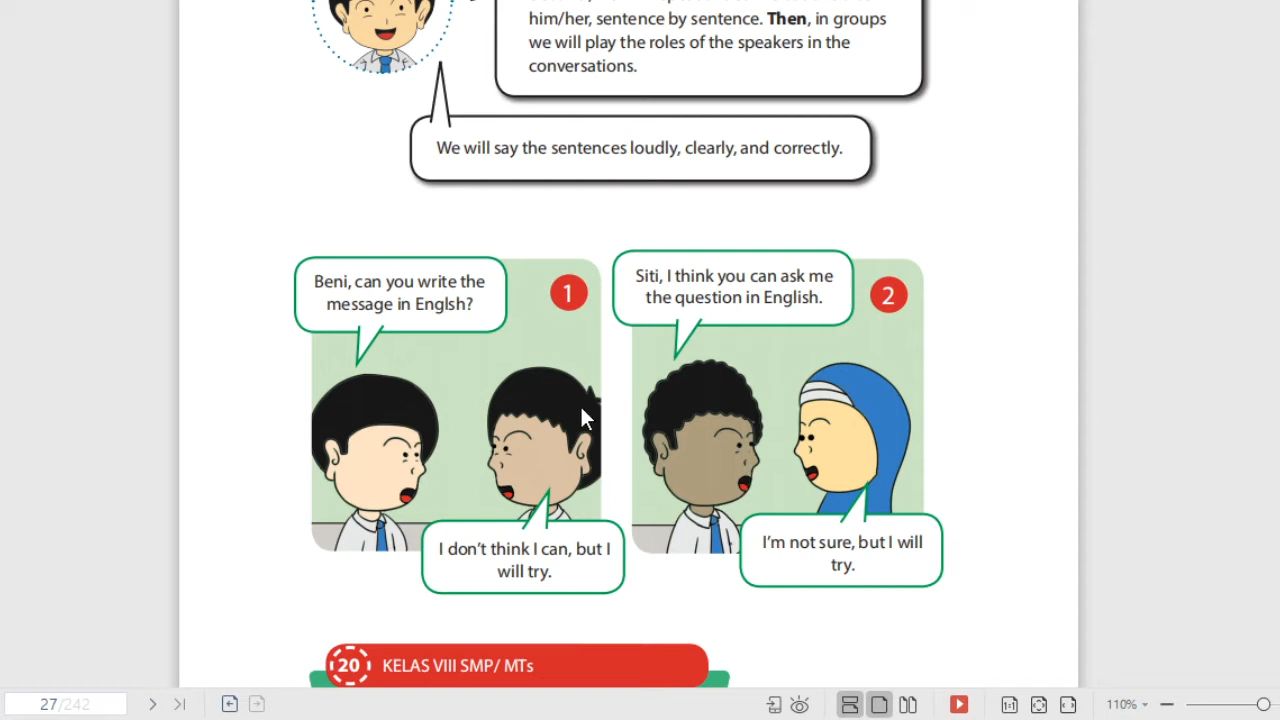 him/her, sentence by sentence. Then, in groups
we will play the roles of the speakers in the
conversations.
We will say the sentences loudly, clearly, and correctly.
Beni, can you write the
message in Englsh?
1
I don't think I can, but I
will try.
Siti, I think you can ask me
the question in English.
2
I'm not sure, but I will
try.
20 KELAS VIII SMP/ MTs
27/242
1:1
110%